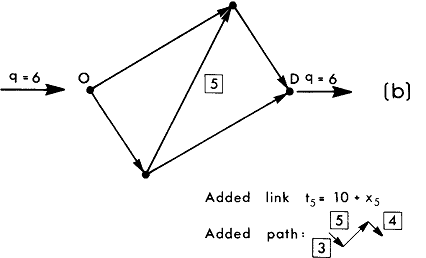 5
q = 6
O
D q = 6
(b)
Added link t₅ = 10 + x₅
5
4
Added path:
3